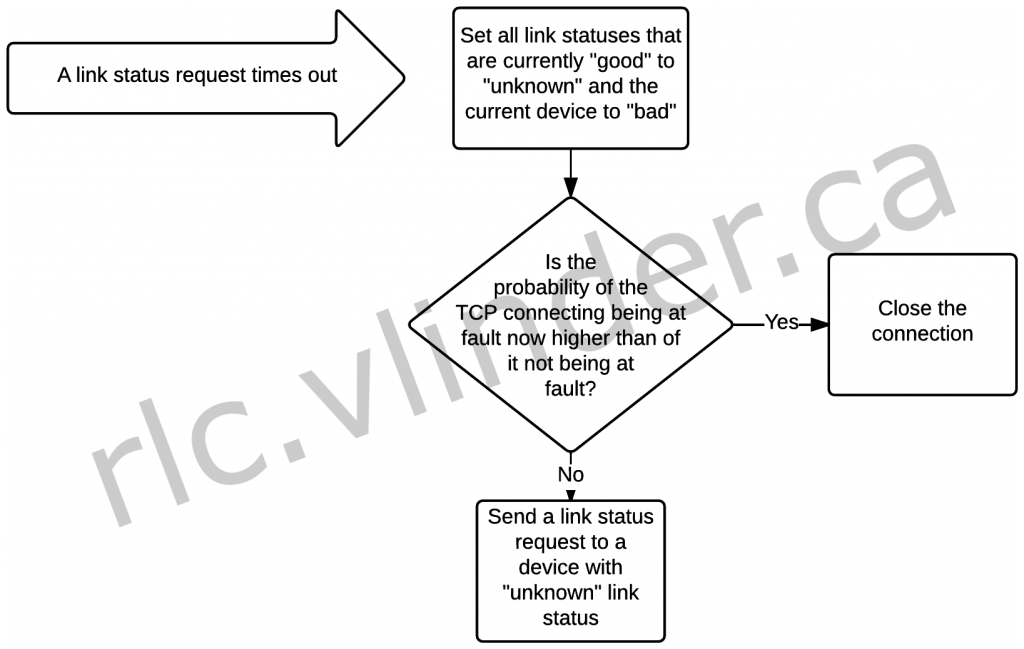 A link status request times out
Set all link statuses that
are currently "good" to
"unknown" and the
current device to "bad"
Is the
probability of the
TCP connecting being at
fault now higher than of
it not being at
fault?
Yes
Close the
connection
No
Send a link status
request to a
device with
"unknown" link
status
rlc.vlinder.ca